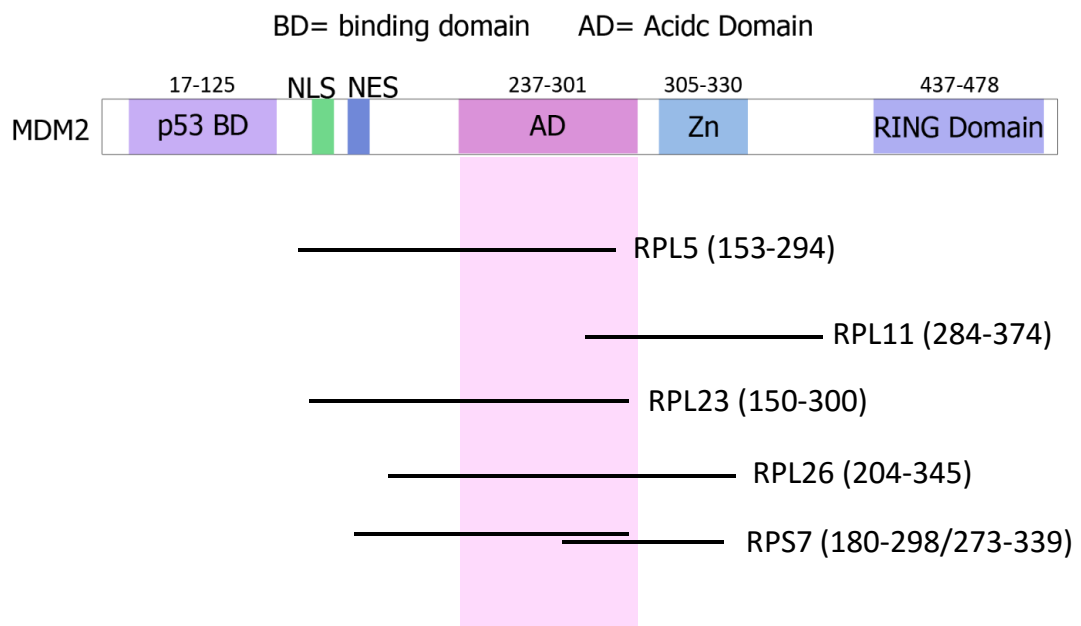 BD= binding domain AD= Acidc Domain
17-125 NLS NES 237-301 305-330 437-478
MDM2 p53 BD AD Zn RING Domain
RPL5 (153-294)
RPL11 (284-374)
RPL23 (150-300)
RPL26 (204-345)
RPS7 (180-298/273-339)